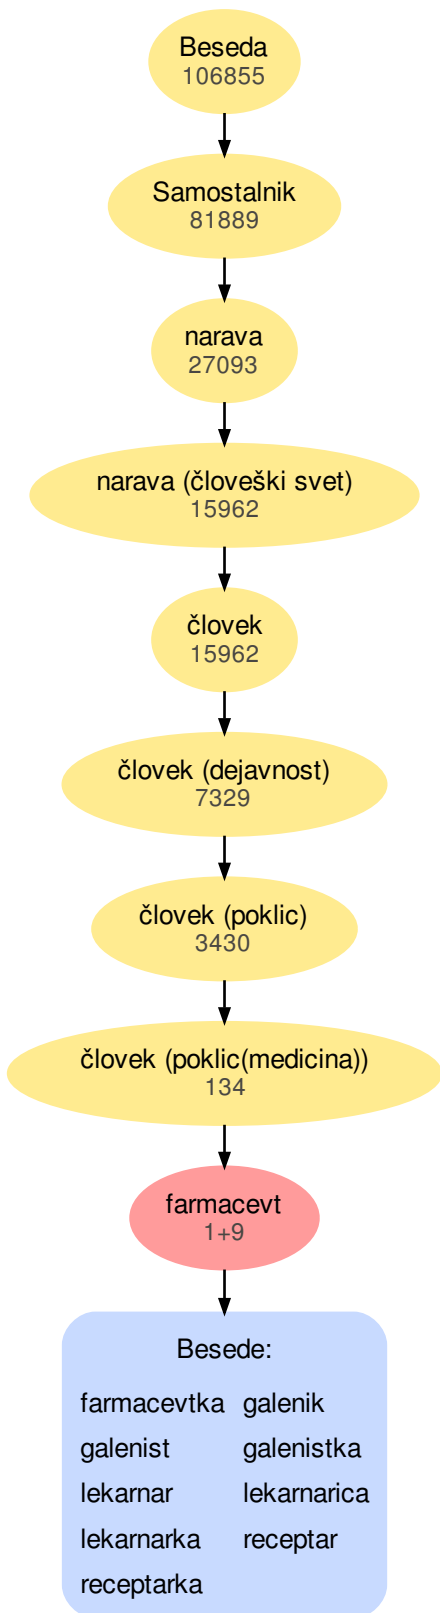 Beseda
106855
Samostalnik
81889
narava
27093
narava (človeški svet)
15962
človek
15962
človek (dejavnost)
7329
človek (poklic)
3430
človek (poklic(medicina))
134
farmacevt
1+9
Besede:
farmacevtka galenik
galenist galenistka
lekarnar lekarnarica
lekarnarka receptar
receptarka